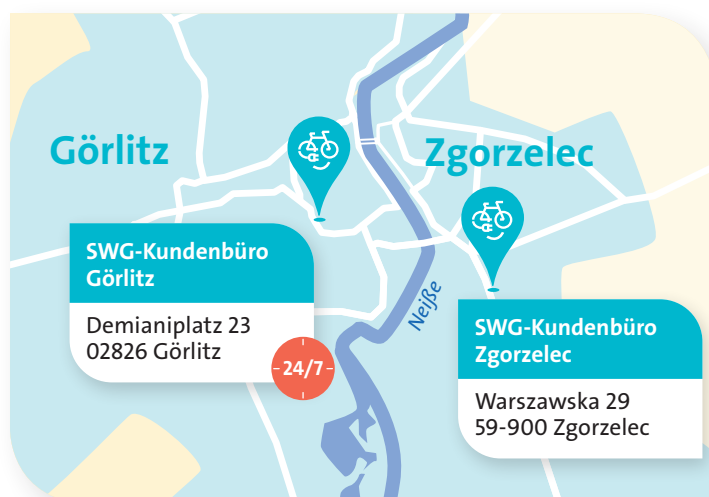 Görlitz
Zgorzelec
SWG-Kundenbüro
Görlitz
Demianiplatz 23
02826 Görlitz
24/7
Neiße
SWG-Kundenbüro
Zgorzelec
Warszawska 29
59-900 Zgorzelec